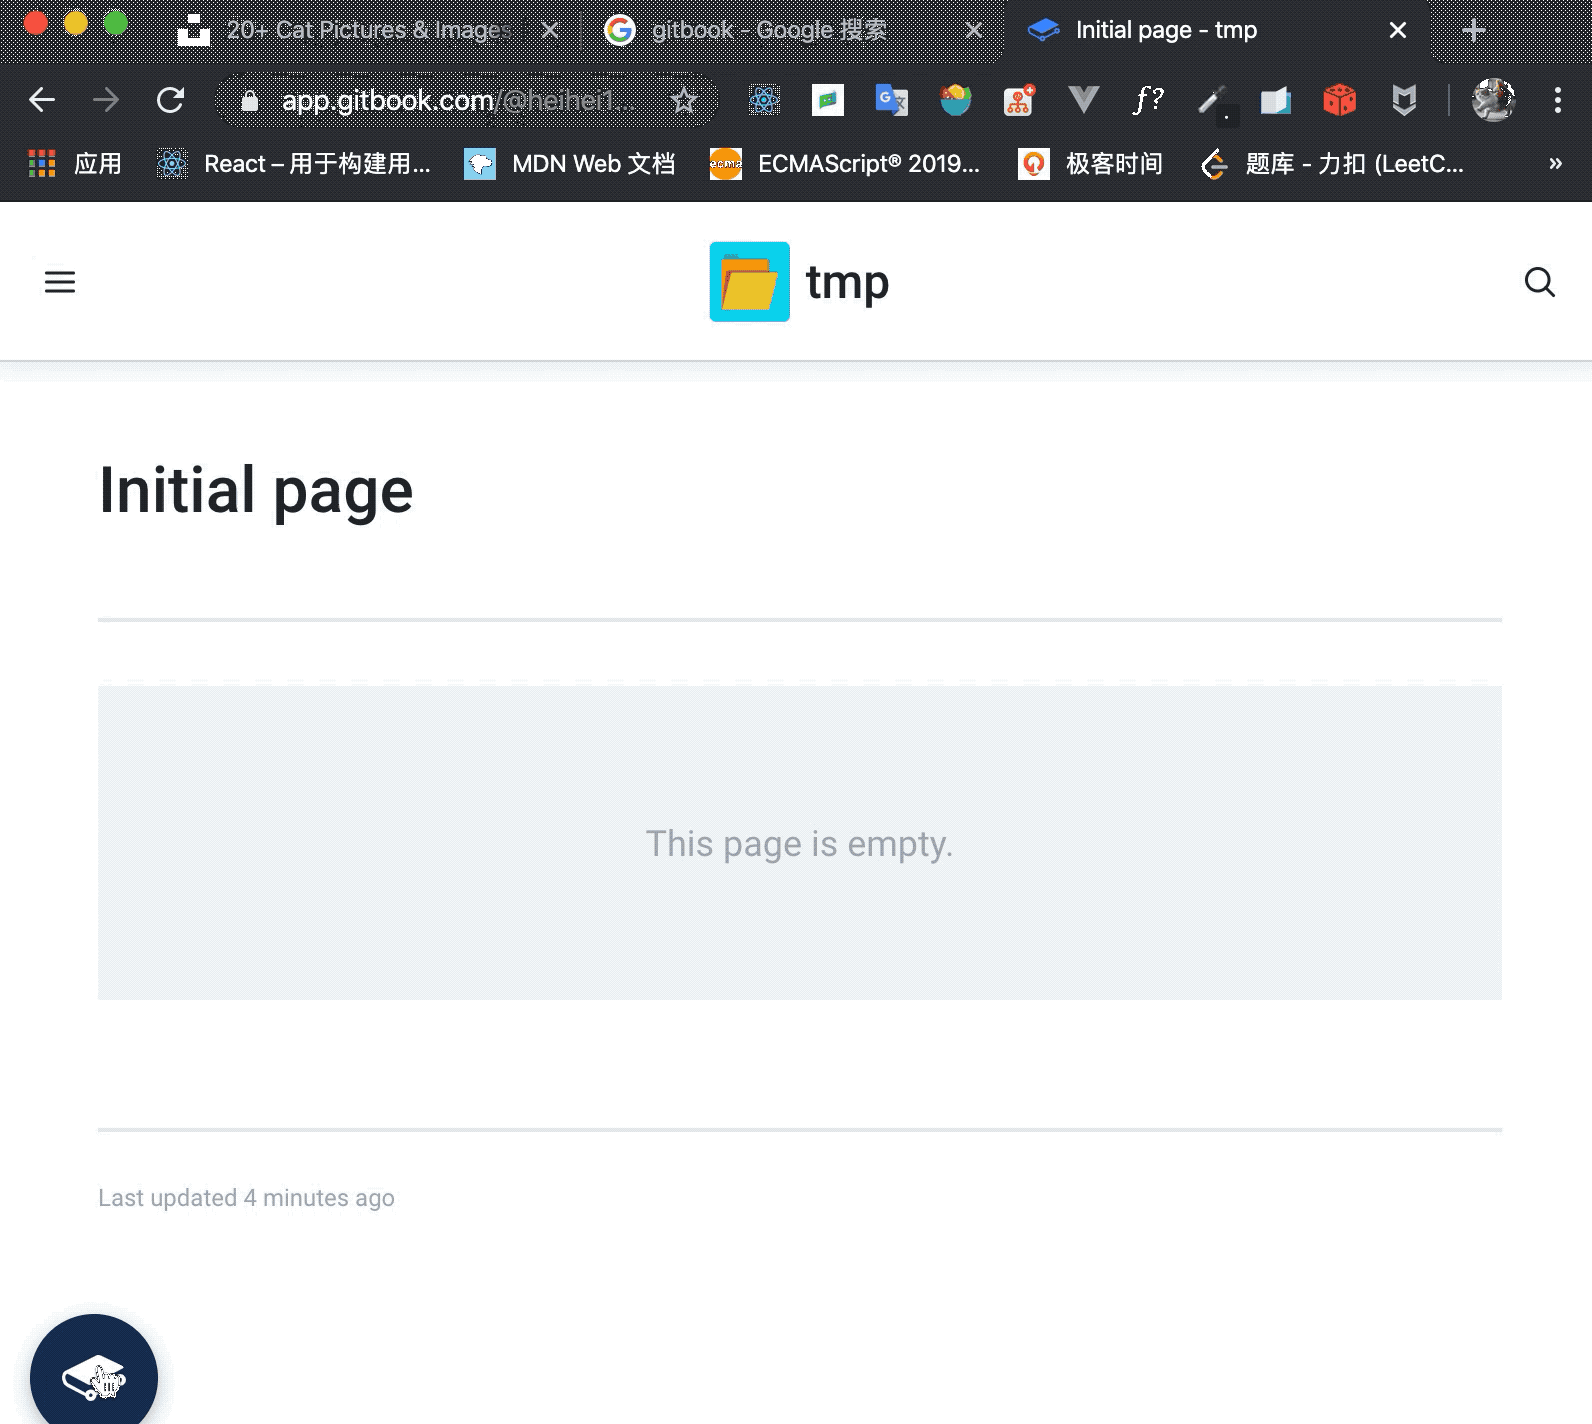 20+ Cat Pictures & Images
gitbook - Google 搜索
Initial page - tmp
app.gitbook.com/@heihei1...
f?
应用
React – 用于构建用...
MDN Web 文档
ecma
ECMAScript® 2019...
极客时间
题库 - 力扣 (LeetC...
»
tmp
Initial page
This page is empty.
Last updated 4 minutes ago